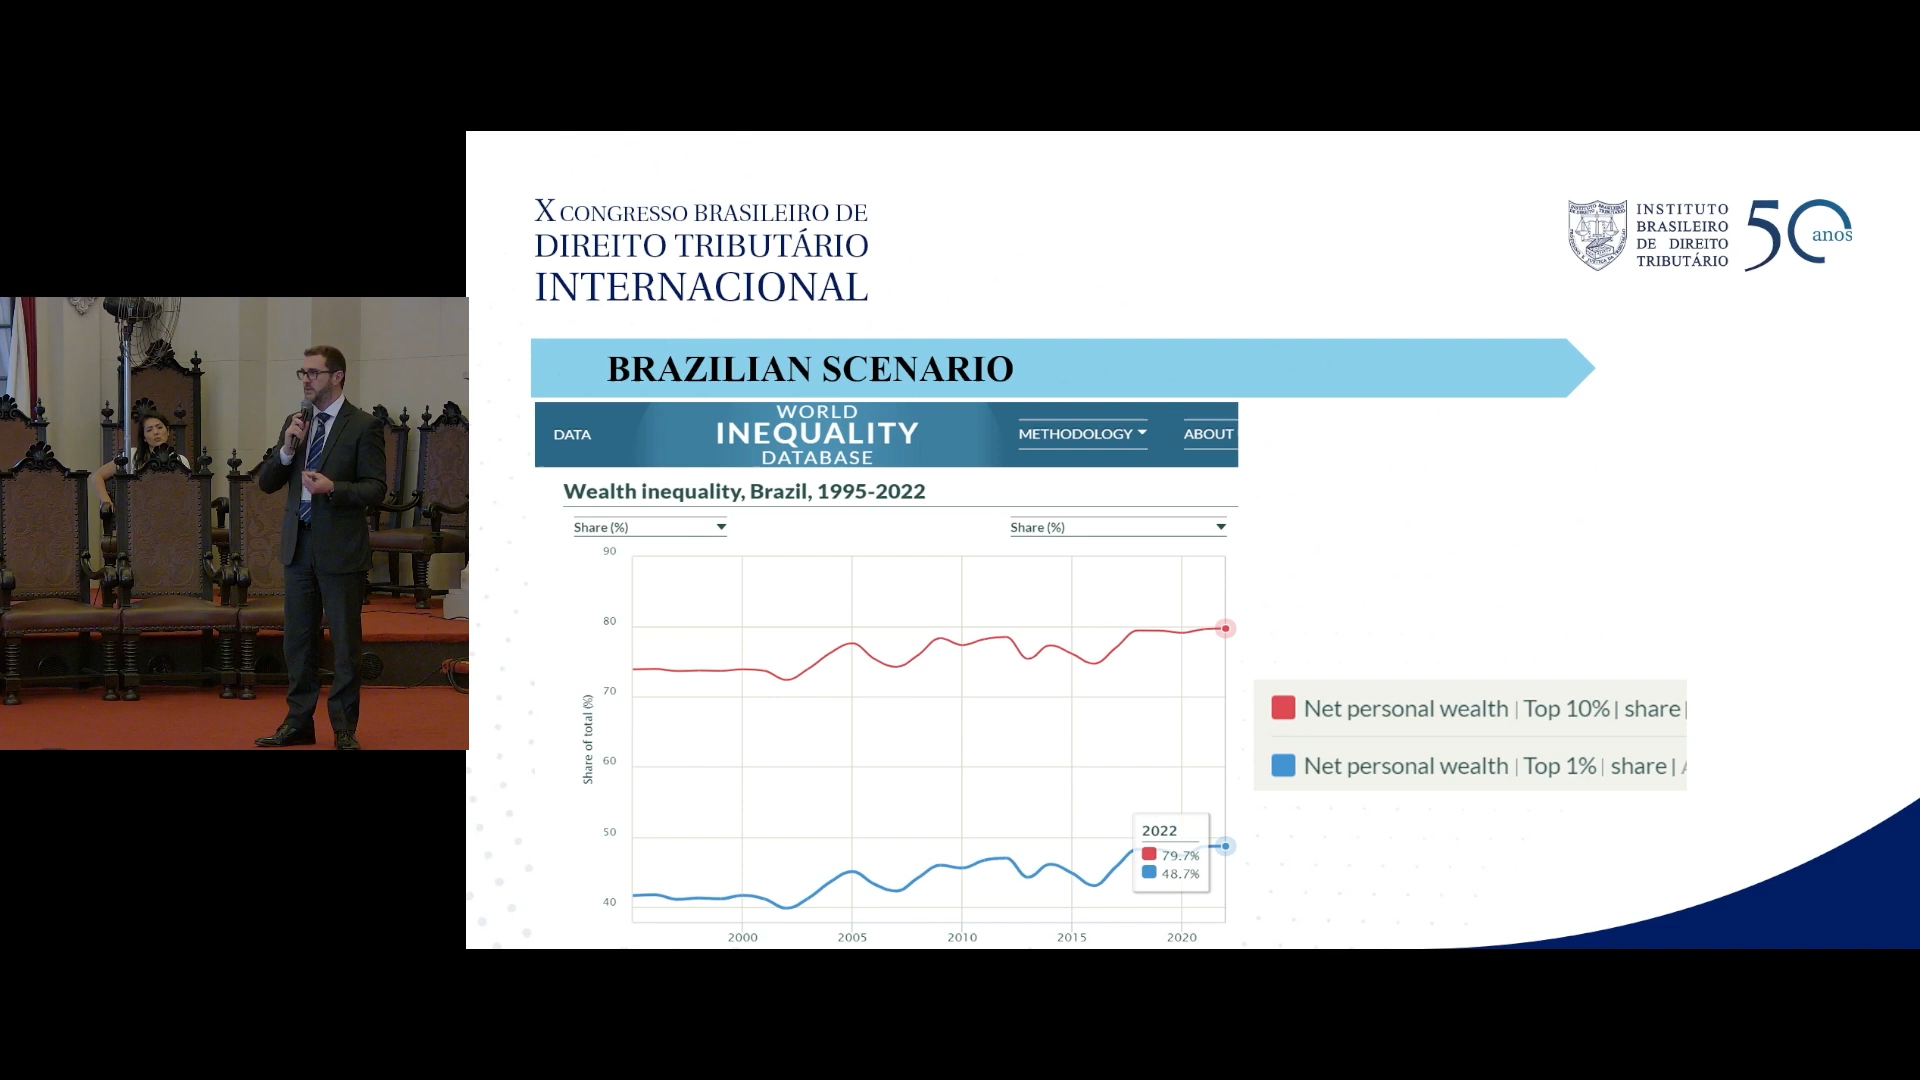 X CONGRESSO BRASILEIRO DE
DIREITO TRIBUTÁRIO
INTERNACIONAL
INSTITUTO
BRASILEIRO
DE DIREITO
TRIBUTÁRIO
50 anos
BRAZILIAN SCENARIO
DATA
WORLD
INEQUALITY
DATABASE
METHODOLOGY
ABOUT
Wealth inequality, Brazil, 1995-2022
Share (%)
Share (%)
90
80
70
60
50
40
Share of total (%)
2000
2005
2010
2015
2020
2022
79.7%
48.7%
Net personal wealth | Top 10% | share |
Net personal wealth | Top 1% | share |